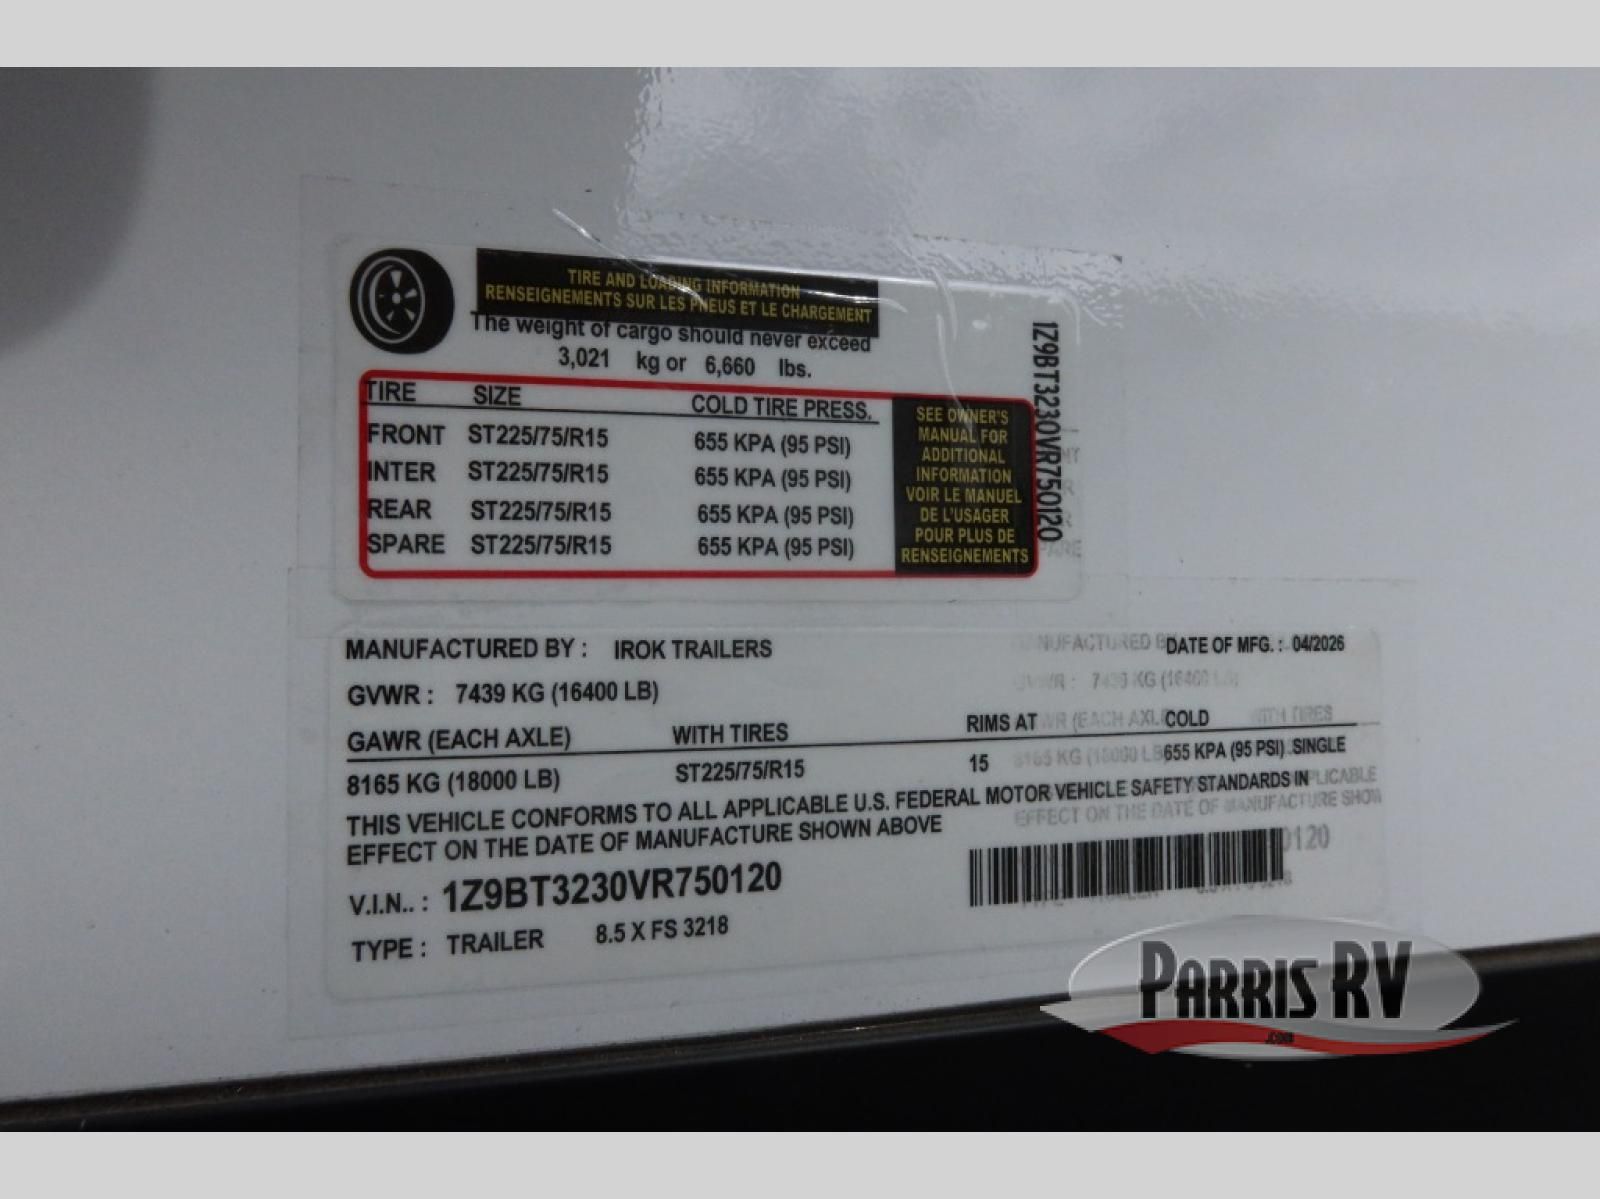 TIRE AND LOADING INFORMATION
RENSEIGNEMENTS SUR LES PNEUS ET LE CHARGEMENT
The weight of cargo should never exceed
3,021 kg or 6,660 lbs.
TIRE SIZE COLD TIRE PRESS.
FRONT ST225/75/R15 655 KPA (95 PSI)
INTER ST225/75/R15 655 KPA (95 PSI)
REAR ST225/75/R15 655 KPA (95 PSI)
SPARE ST225/75/R15 655 KPA (95 PSI)
SEE OWNER'S
MANUAL FOR
ADDITIONAL
INFORMATION
VOIR LE MANUEL
DE L'USAGER
POUR PLUS DE
RENSEIGNEMENTS
1Z9BT3230VR750120
MANUFACTURED BY : IROK TRAILERS DATE OF MFG. : 04/2026
GVWR : 7439 KG (16400 LB)
GAWR (EACH AXLE) WITH TIRES RIMS AT COLD
8165 KG (18000 LB) ST225/75/R15 15 655 KPA (95 PSI) SINGLE
THIS VEHICLE CONFORMS TO ALL APPLICABLE U.S. FEDERAL MOTOR VEHICLE SAFETY STANDARDS IN
EFFECT ON THE DATE OF MANUFACTURE SHOWN ABOVE
V.I.N.. : 1Z9BT3230VR750120
TYPE : TRAILER 8.5 X FS 3218
PARRIS RV
.COM